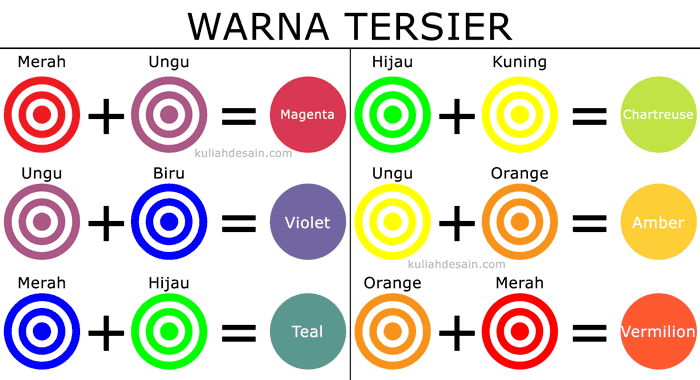 WARNA TERSIER
Merah Ungu
Magenta
kuliahdesain.com
Ungu Biru
Violet
Merah Hijau
Teal
Hijau Kuning
Chartreuse
Ungu Orange
Amber
kuliahdesain.com
Orange Merah
Vermilion